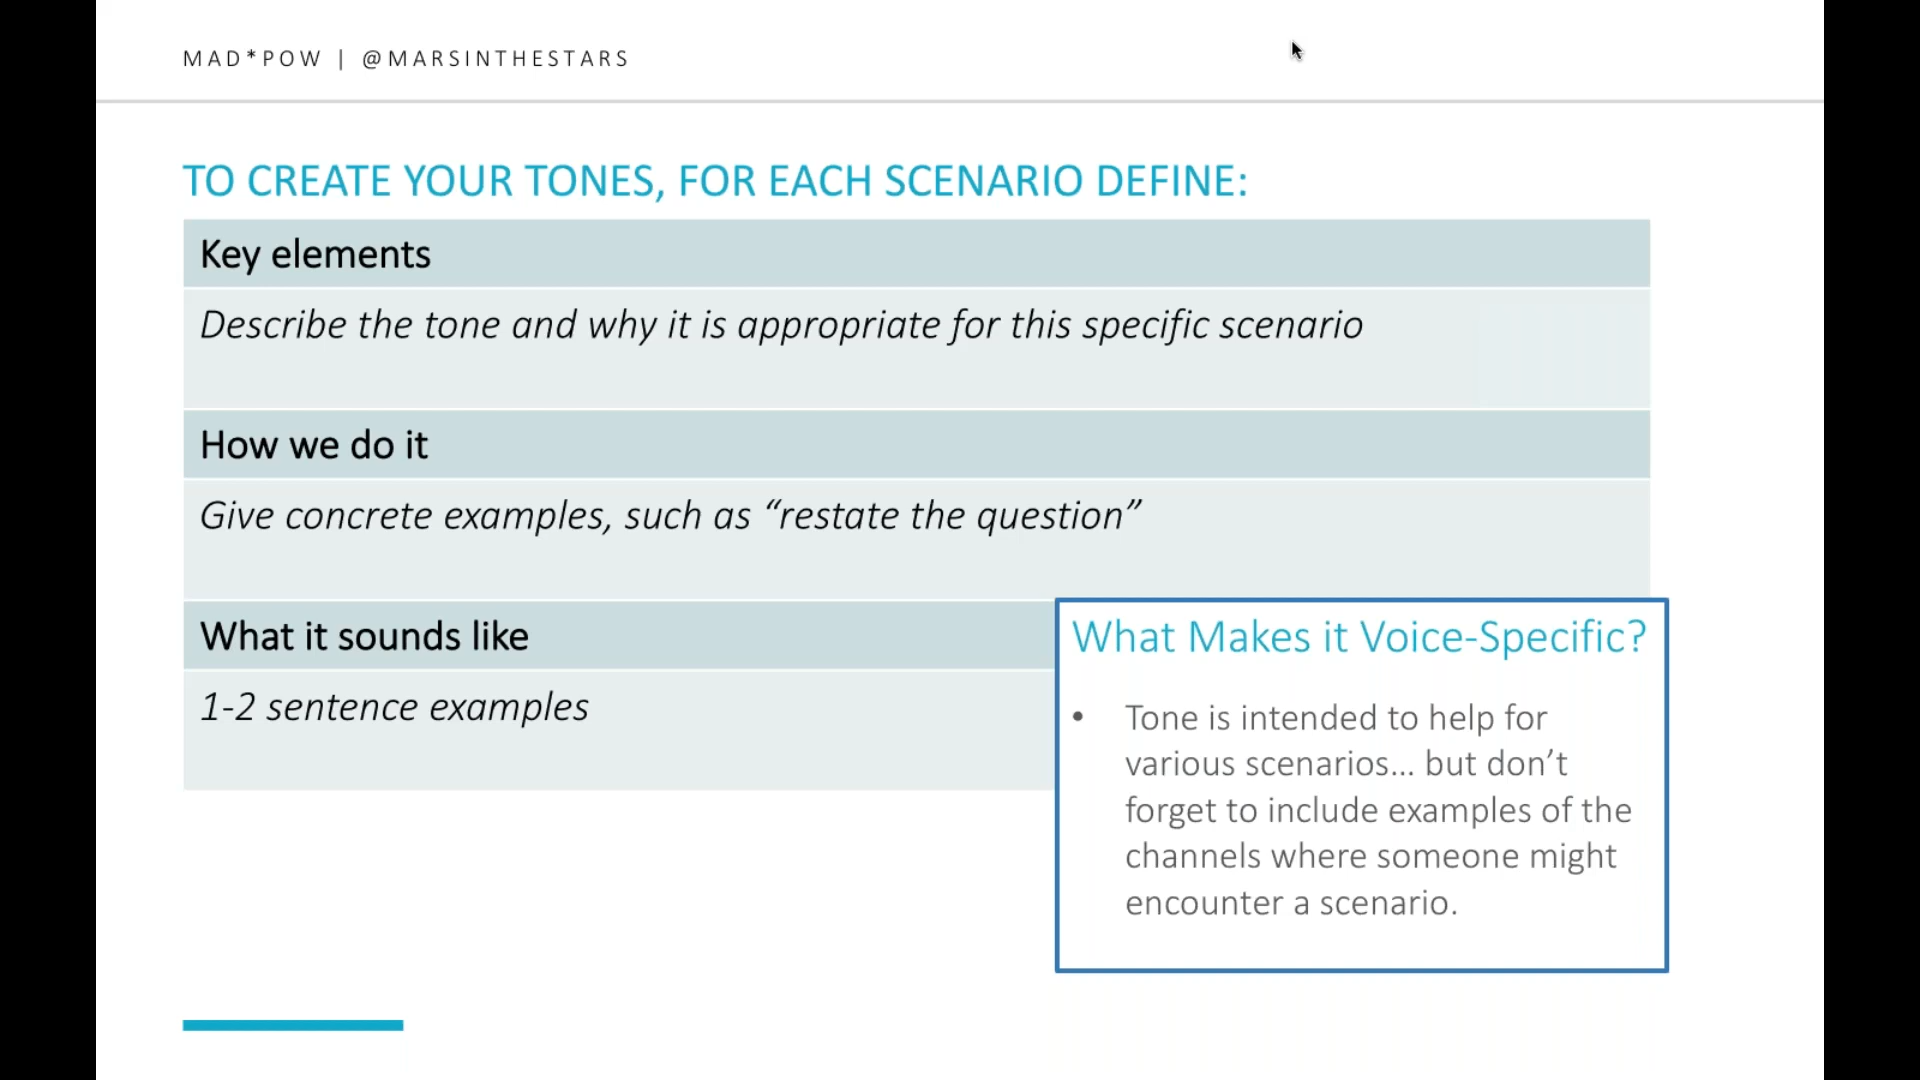 MAD*POW | @MARSINTHESTARS
TO CREATE YOUR TONES, FOR EACH SCENARIO DEFINE:
Key elements
Describe the tone and why it is appropriate for this specific scenario
How we do it
Give concrete examples, such as “restate the question”
What it sounds like
1-2 sentence examples
What Makes it Voice-Specific?
• Tone is intended to help for
various scenarios... but don’t
forget to include examples of the
channels where someone might
encounter a scenario.